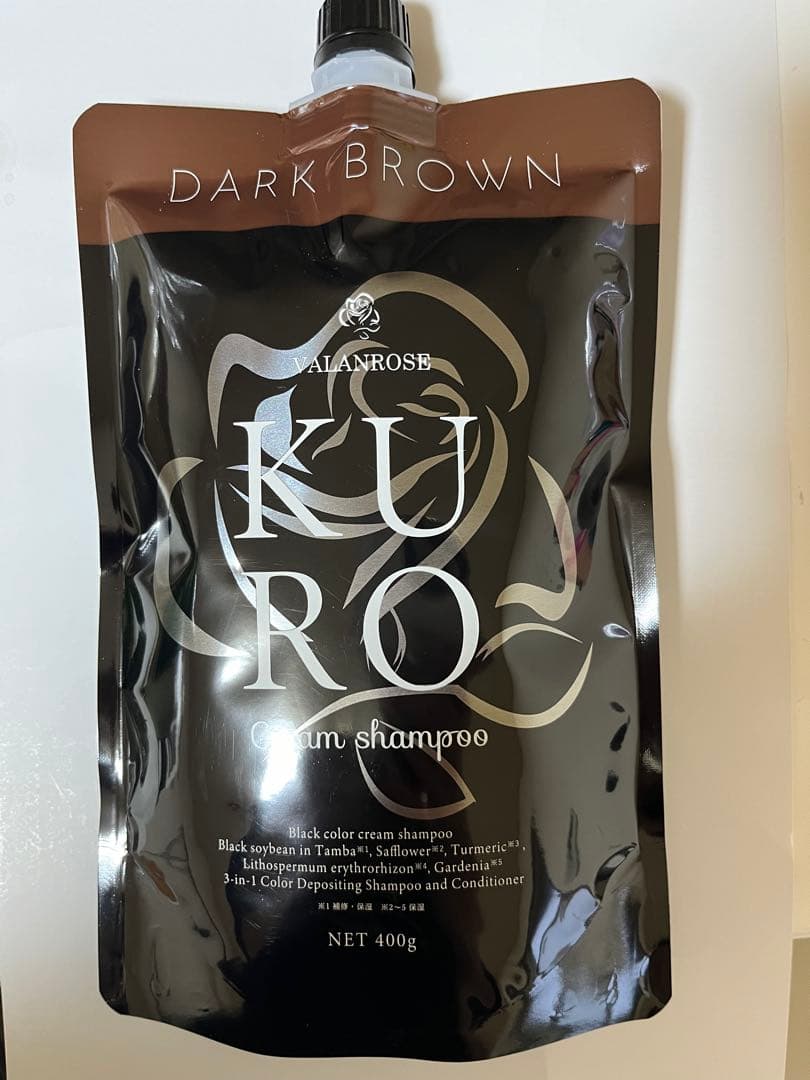 DARK BROWN
VALANROSE
KU
RO
Cream shampoo
Black color cream shampoo
Black soybean in Tamba※1, Safflower※2, Turmeric※3,
Lithospermum erythrorhizon※4, Gardenia※5
3-in-1 Color Depositing Shampoo and Conditioner
※1 補修・保湿 ※2〜5 保湿
NET 400g